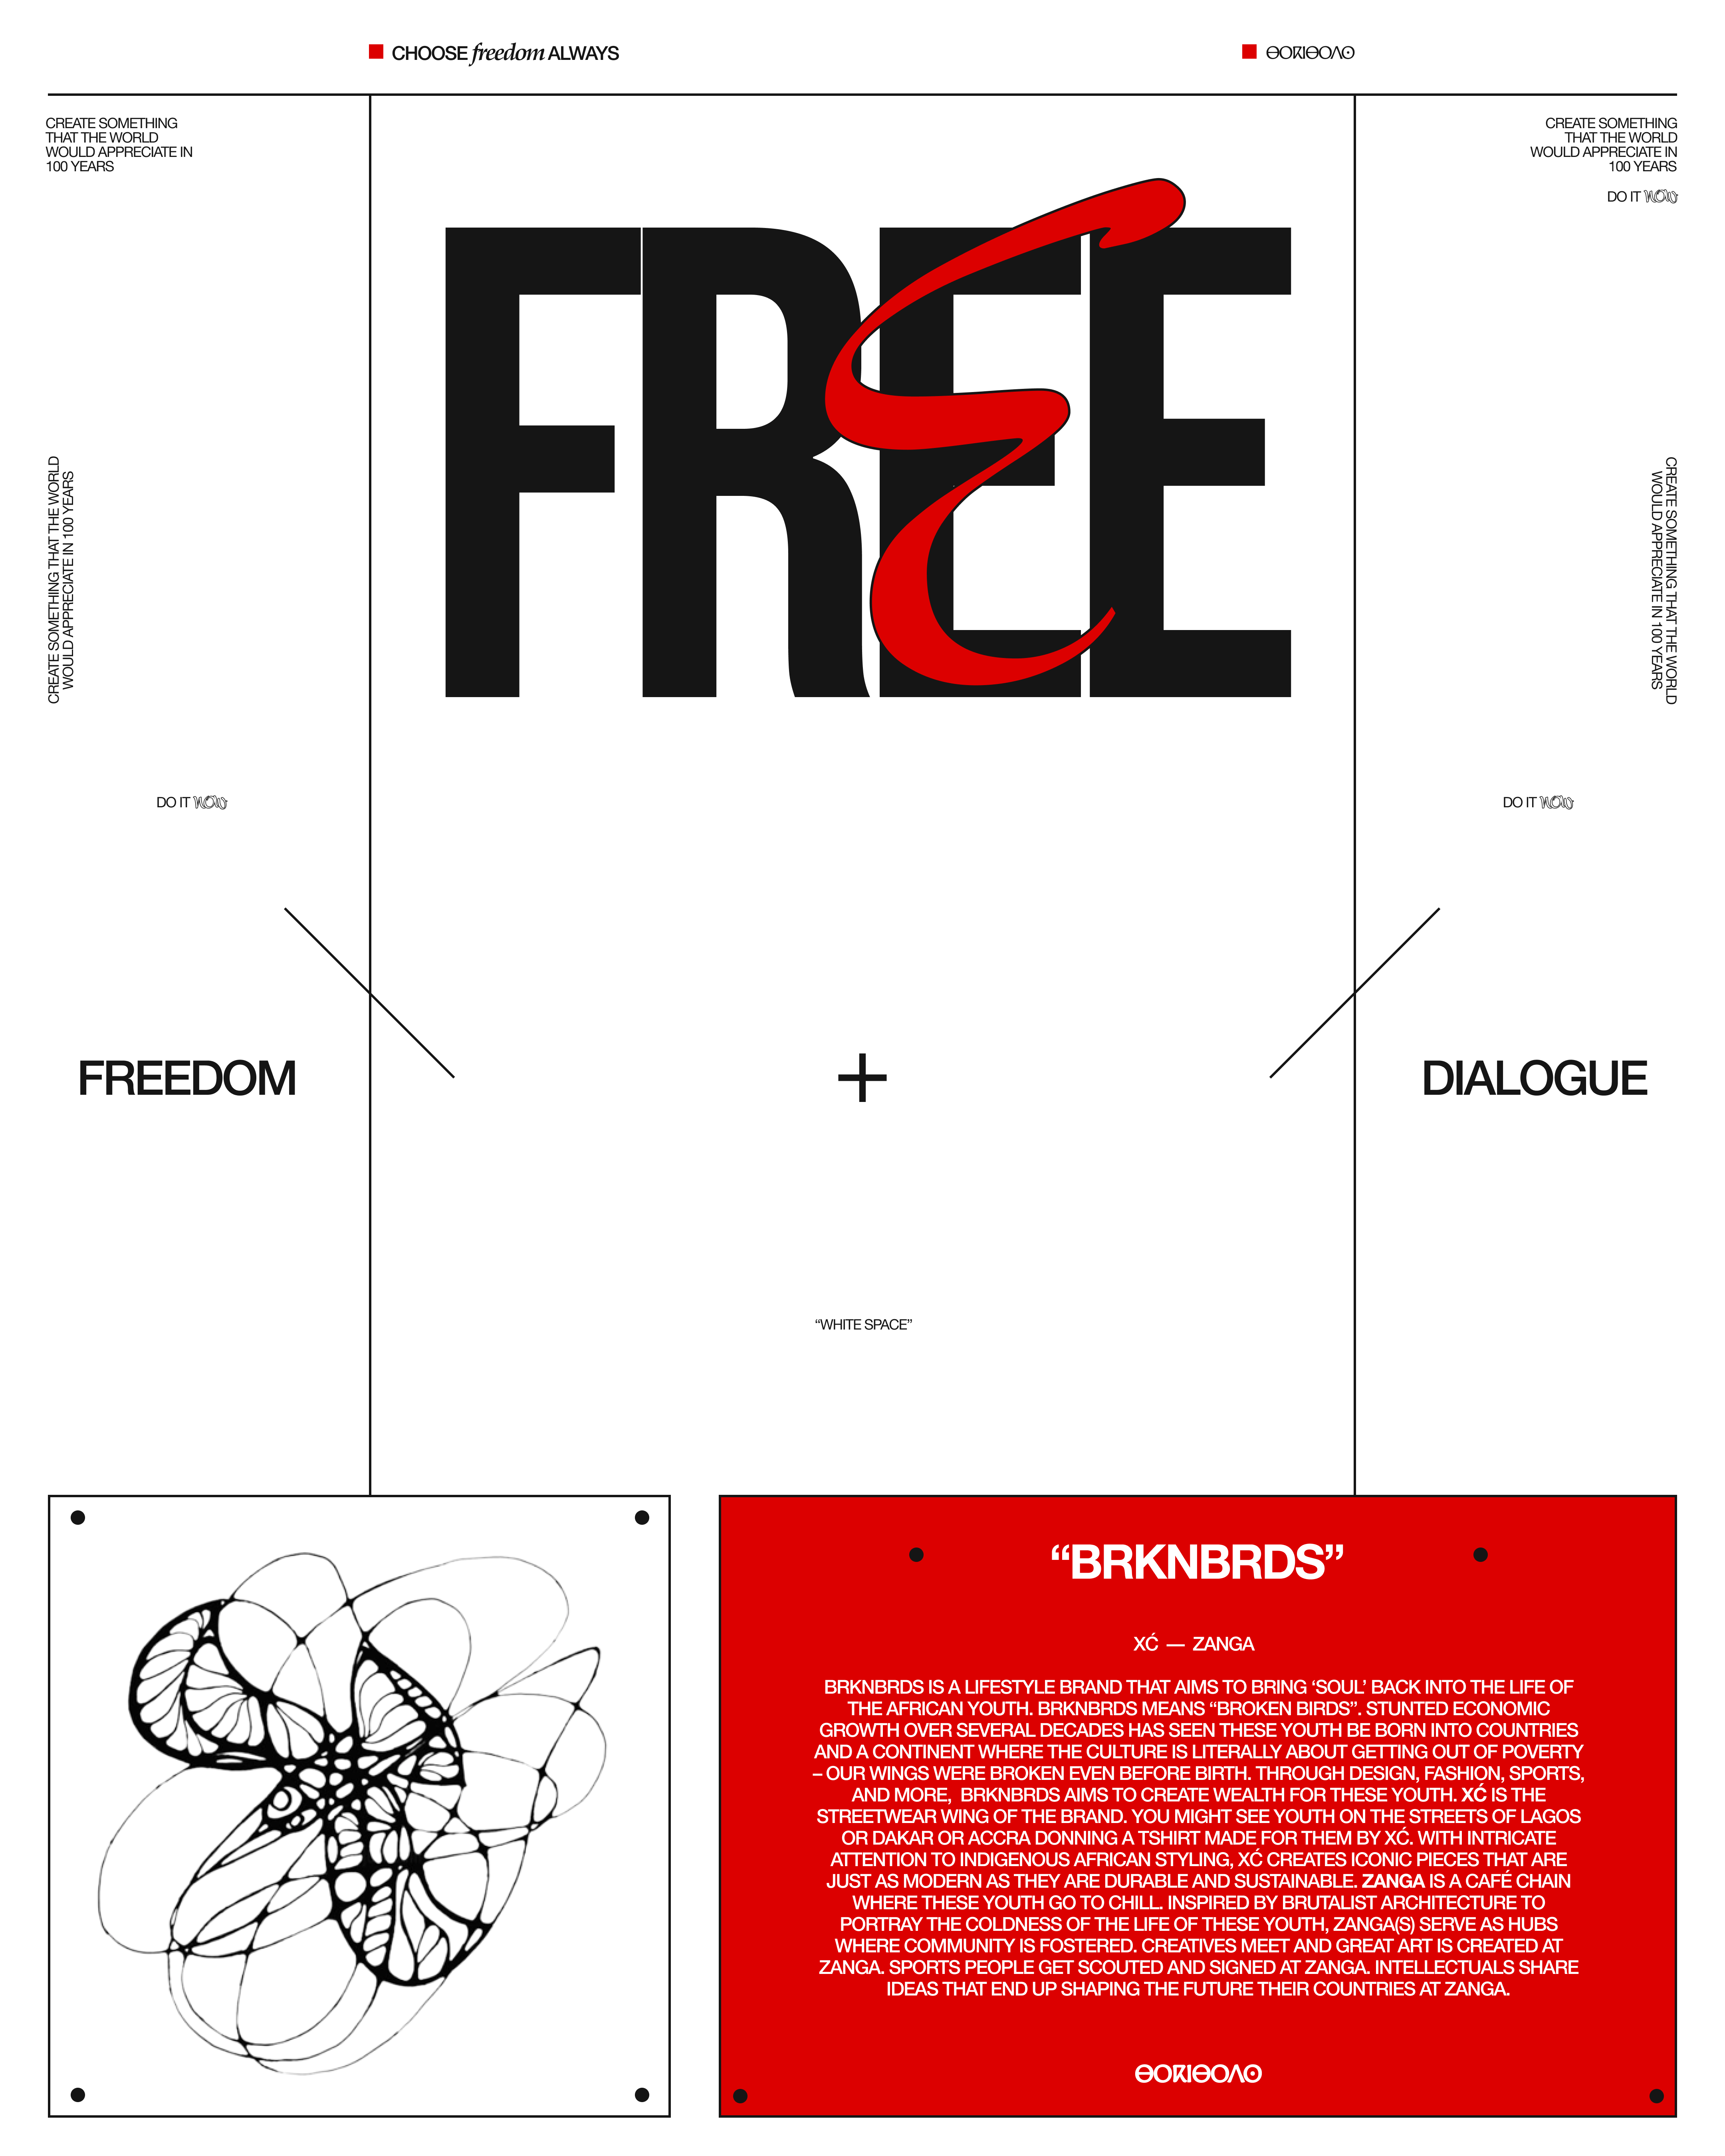 CHOOSE freedom ALWAYS
CREATE SOMETHING
THAT THE WORLD
WOULD APPRECIATE IN
100 YEARS
CREATE SOMETHING
THAT THE WORLD
WOULD APPRECIATE IN
100 YEARS
DO IT NOW
FREE
CREATE SOMETHING THAT THE WORLD
WOULD APPRECIATE IN 100 YEARS
CREATE SOMETHING THAT THE WORLD
WOULD APPRECIATE IN 100 YEARS
DO IT NOW
DO IT NOW
FREEDOM
+
DIALOGUE
“WHITE SPACE”
“BRKNBRDS”
XĆ — ZANGA
BRKNBRDS IS A LIFESTYLE BRAND THAT AIMS TO BRING ‘SOUL’ BACK INTO THE LIFE OF
THE AFRICAN YOUTH. BRKNBRDS MEANS “BROKEN BIRDS”. STUNTED ECONOMIC
GROWTH OVER SEVERAL DECADES HAS SEEN THESE YOUTH BE BORN INTO COUNTRIES
AND A CONTINENT WHERE THE CULTURE IS LITERALLY ABOUT GETTING OUT OF POVERTY
– OUR WINGS WERE BROKEN EVEN BEFORE BIRTH. THROUGH DESIGN, FASHION, SPORTS,
AND MORE, BRKNBRDS AIMS TO CREATE WEALTH FOR THESE YOUTH. XĆ IS THE
STREETWEAR WING OF THE BRAND. YOU MIGHT SEE YOUTH ON THE STREETS OF LAGOS
OR DAKAR OR ACCRA DONNING A TSHIRT MADE FOR THEM BY XĆ. WITH INTRICATE
ATTENTION TO INDIGENOUS AFRICAN STYLING, XĆ CREATES ICONIC PIECES THAT ARE
JUST AS MODERN AS THEY ARE DURABLE AND SUSTAINABLE. ZANGA IS A CAFÉ CHAIN
WHERE THESE YOUTH GO TO CHILL. INSPIRED BY BRUTALIST ARCHITECTURE TO
PORTRAY THE COLDNESS OF THE LIFE OF THESE YOUTH, ZANGA(S) SERVE AS HUBS
WHERE COMMUNITY IS FOSTERED. CREATIVES MEET AND GREAT ART IS CREATED AT
ZANGA. SPORTS PEOPLE GET SCOUTED AND SIGNED AT ZANGA. INTELLECTUALS SHARE
IDEAS THAT END UP SHAPING THE FUTURE THEIR COUNTRIES AT ZANGA.